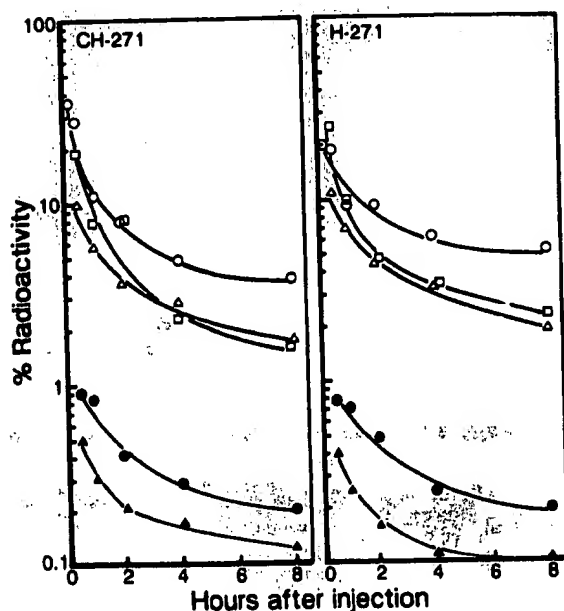 100
CH-271
H-271
10
% Radioactivity
1
0.1
0 2 4 6 8
0 2 4 6 8
Hours after injection